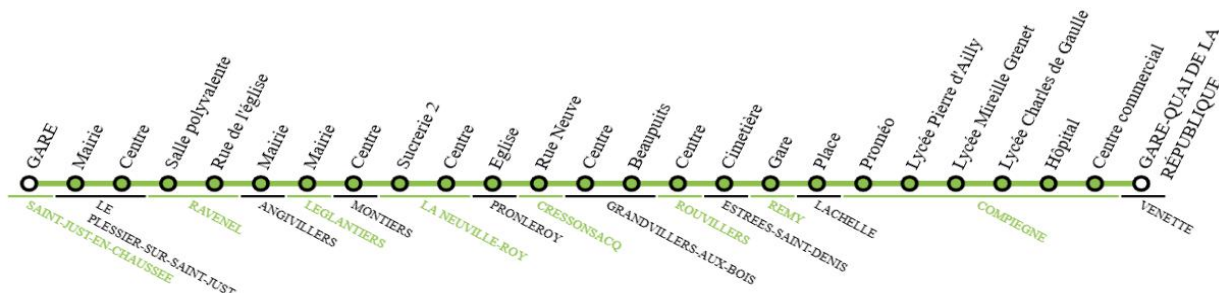 GARE
Mairie
Centre
Salle polyvalente
Rue de l'église
Mairie
Mairie
Centre
Sucrerie 2
Centre
Eglise
Rue Neuve
Centre
Beaupuits
Centre
Cimetière
Gare
Place
Proméo
Lycée Pierre d'Ailly
Lycée Mireille Grenet
Lycée Charles de Gaulle
Hôpital
Centre commercial
GARE-QUAI DE LA
RÉPUBLIQUE
SAINT-JUST-EN-CHAUSSEE
LE
PLESSIER-SUR-SAINT-JUST
RAVENEL
ANGIVILLERS
LEGLANTIERS
MONTIERS
LA NEUVILLE-ROY
PRONLEROY
CRESSONSACQ
GRANDVILLERS-AUX-BOIS
ROUVILLERS
ESTREES-SAINT-DENIS
REMY
LACHELLE
COMPIEGNE
VENETTE